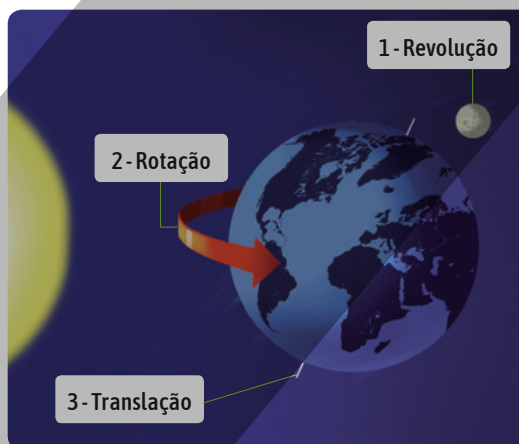 1 - Revolução
2 - Rotação
3 - Translação